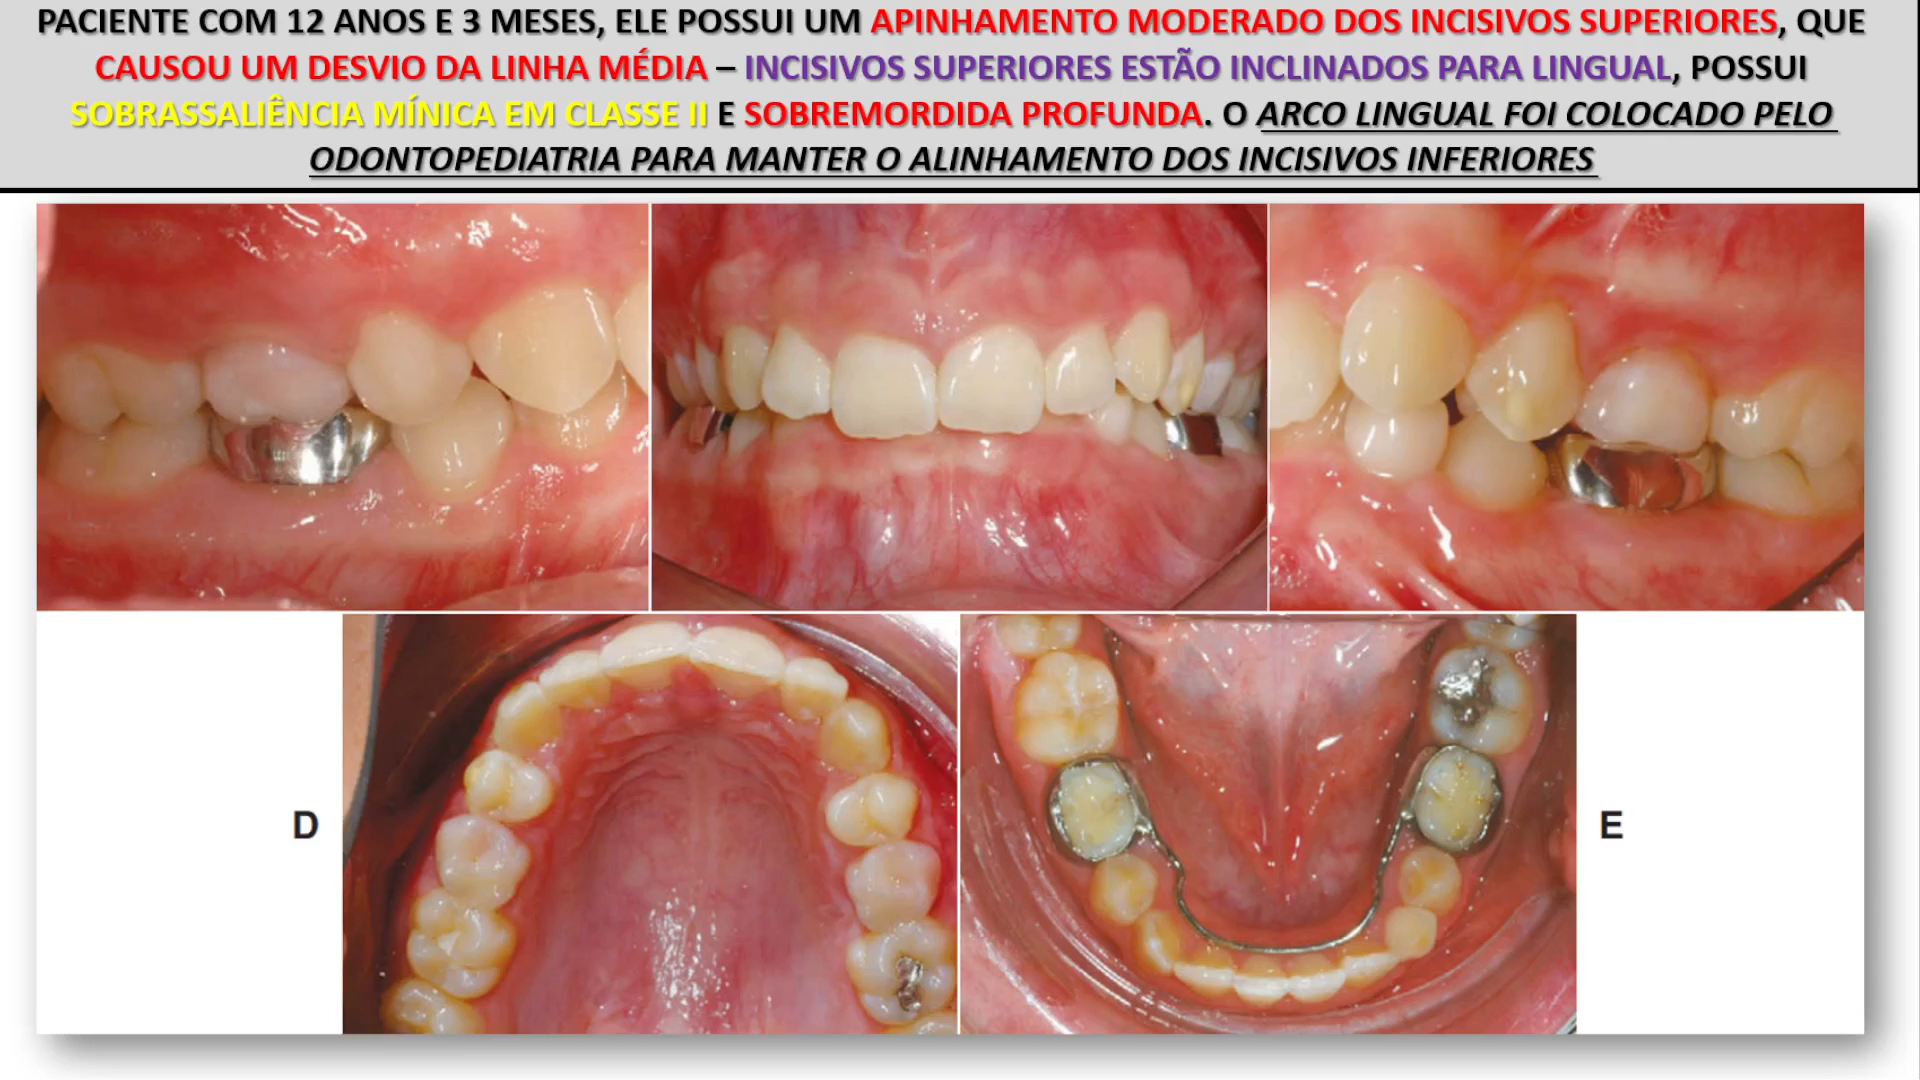 PACIENTE COM 12 ANOS E 3 MESES, ELE POSSUI UM APINHAMENTO MODERADO DOS INCISIVOS SUPERIORES, QUE
CAUSOU UM DESVIO DA LINHA MÉDIA – INCISIVOS SUPERIORES ESTÃO INCLINADOS PARA LINGUAL, POSSUI
SOBRASSALIÊNCIA MÍNICA EM CLASSE II E SOBREMORDIDA PROFUNDA. O ARCO LINGUAL FOI COLOCADO PELO
ODONTOPEDIATRIA PARA MANTER O ALINHAMENTO DOS INCISIVOS INFERIORES
D
E